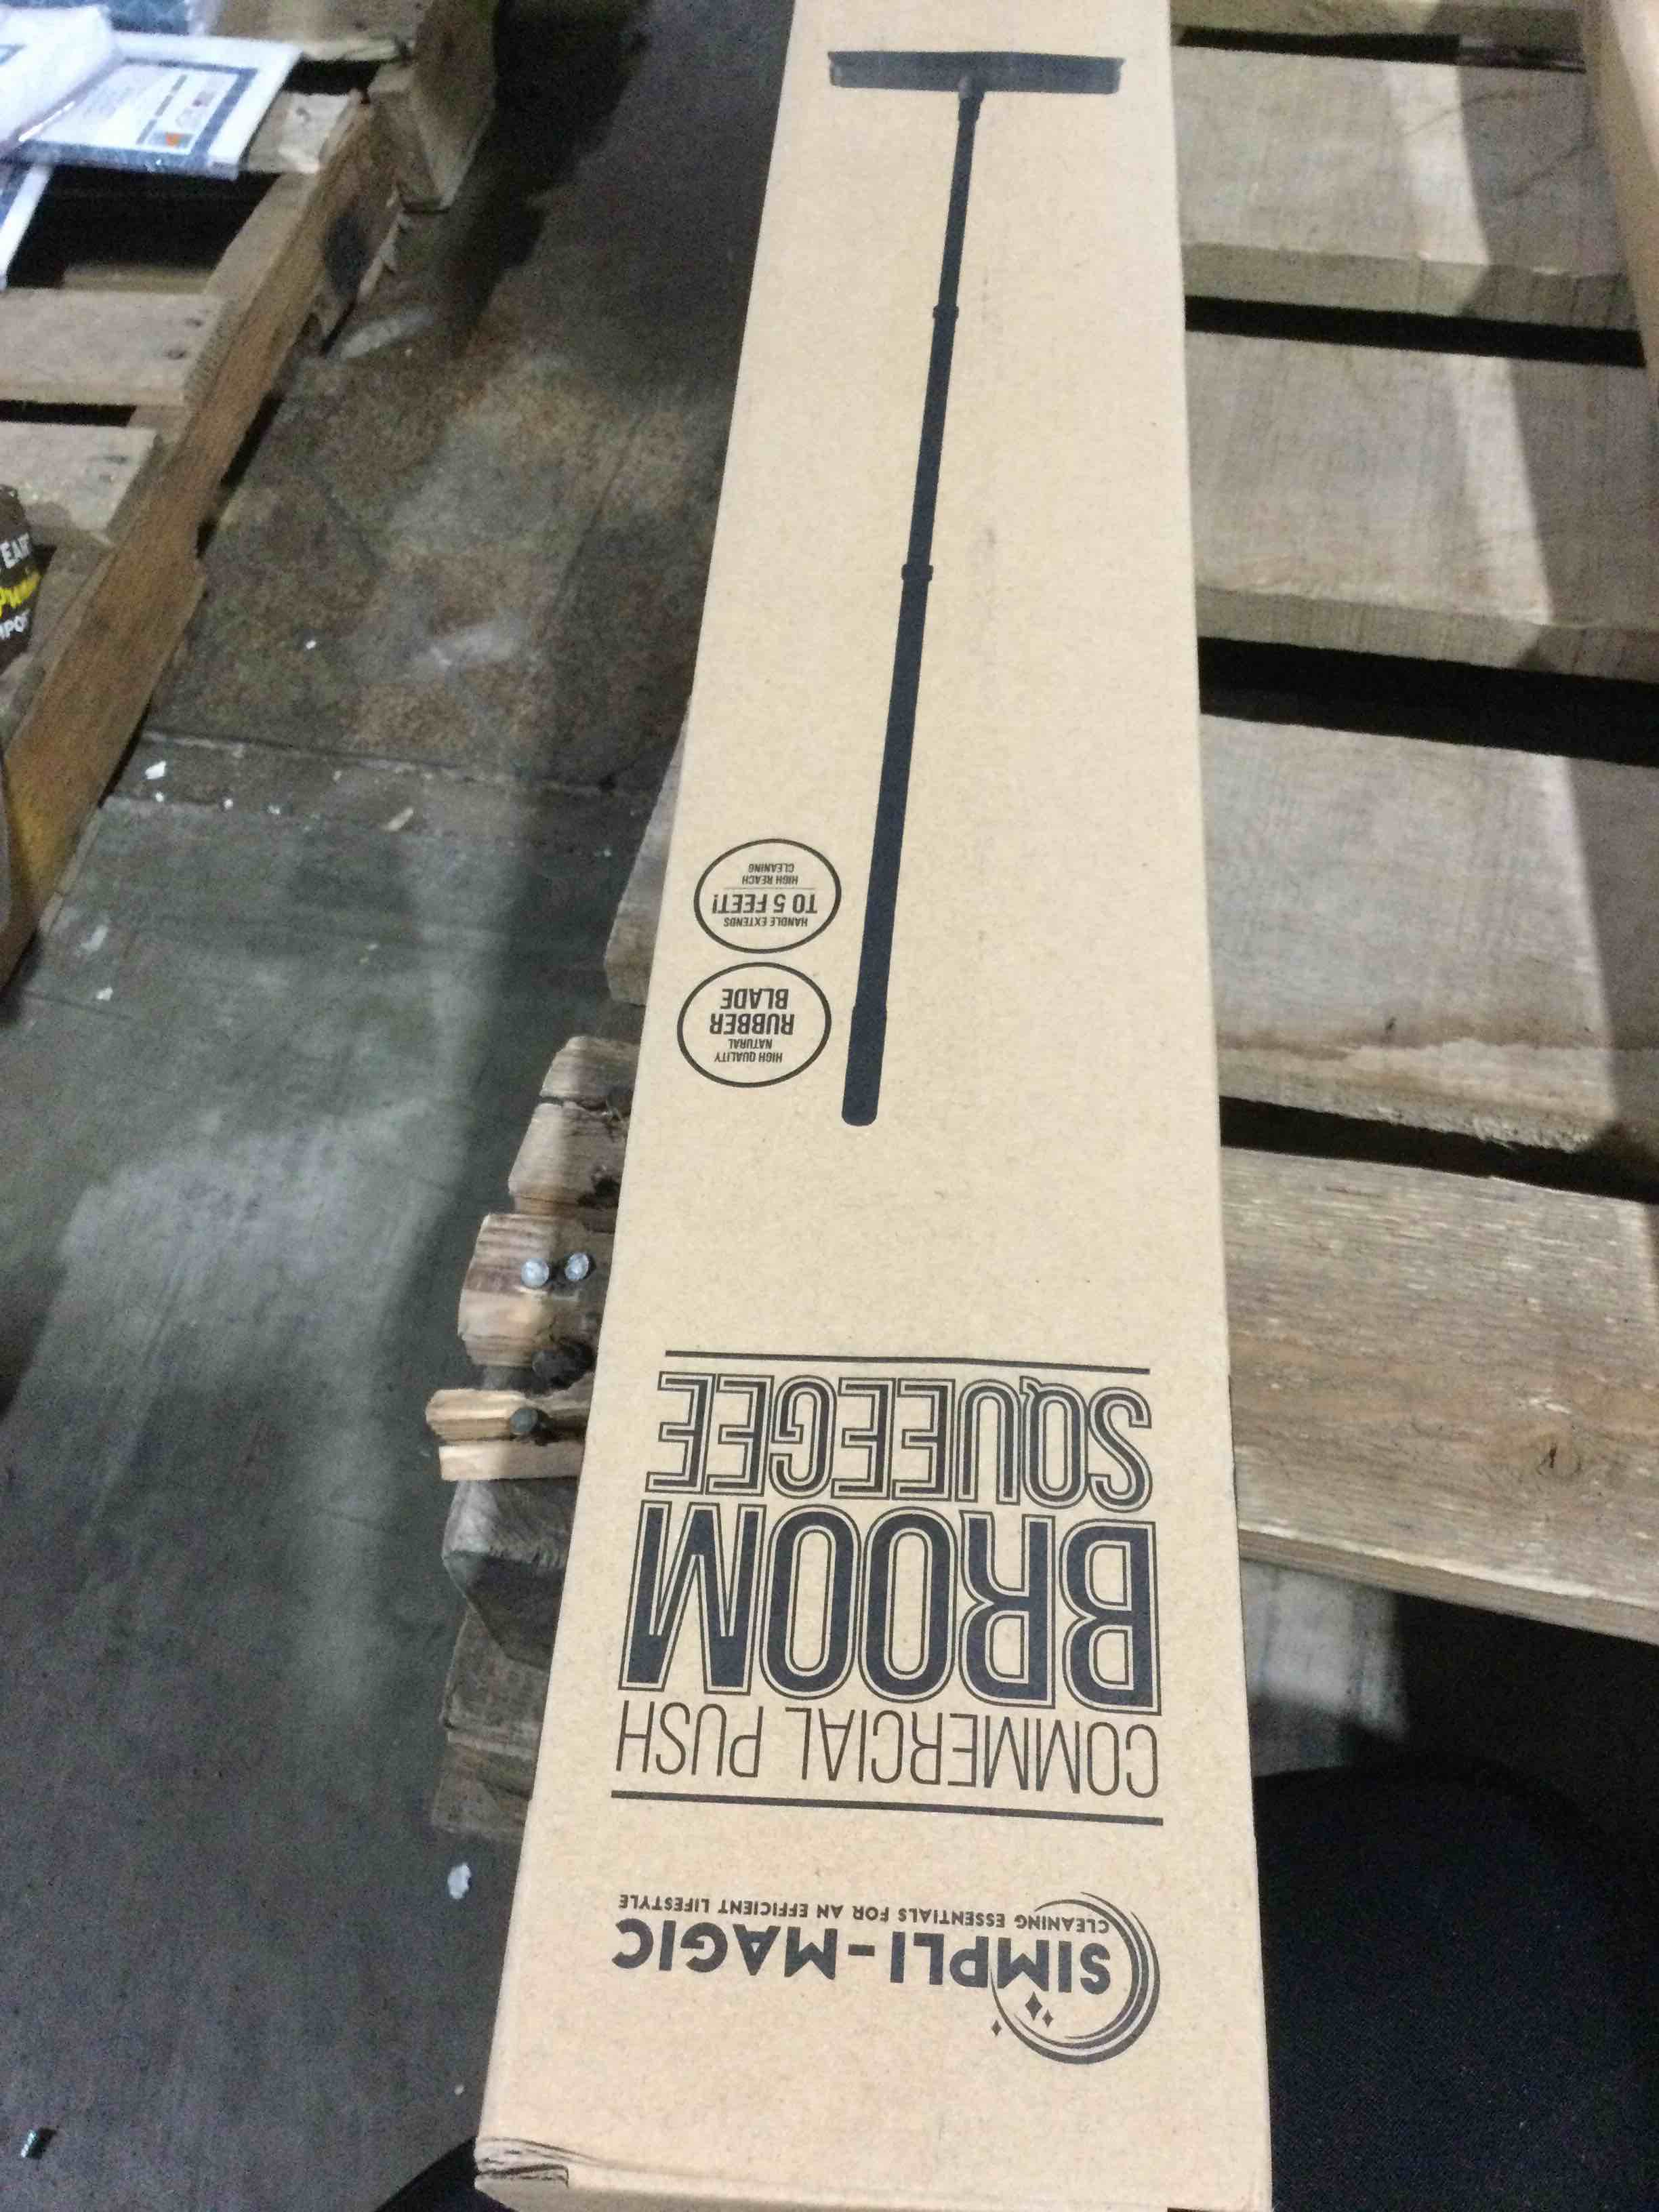 SIMPLI-MAGIC
CLEANING ESSENTIALS FOR AN EFFICIENT LIFESTYLE
COMMERCIAL PUSH
BROOM
SQUEEGEE
HIGH QUALITY
NATURAL
RUBBER
BLADE
HANDLE EXTENDS
TO 5 FEET!
HIGH REACH
CLEANING